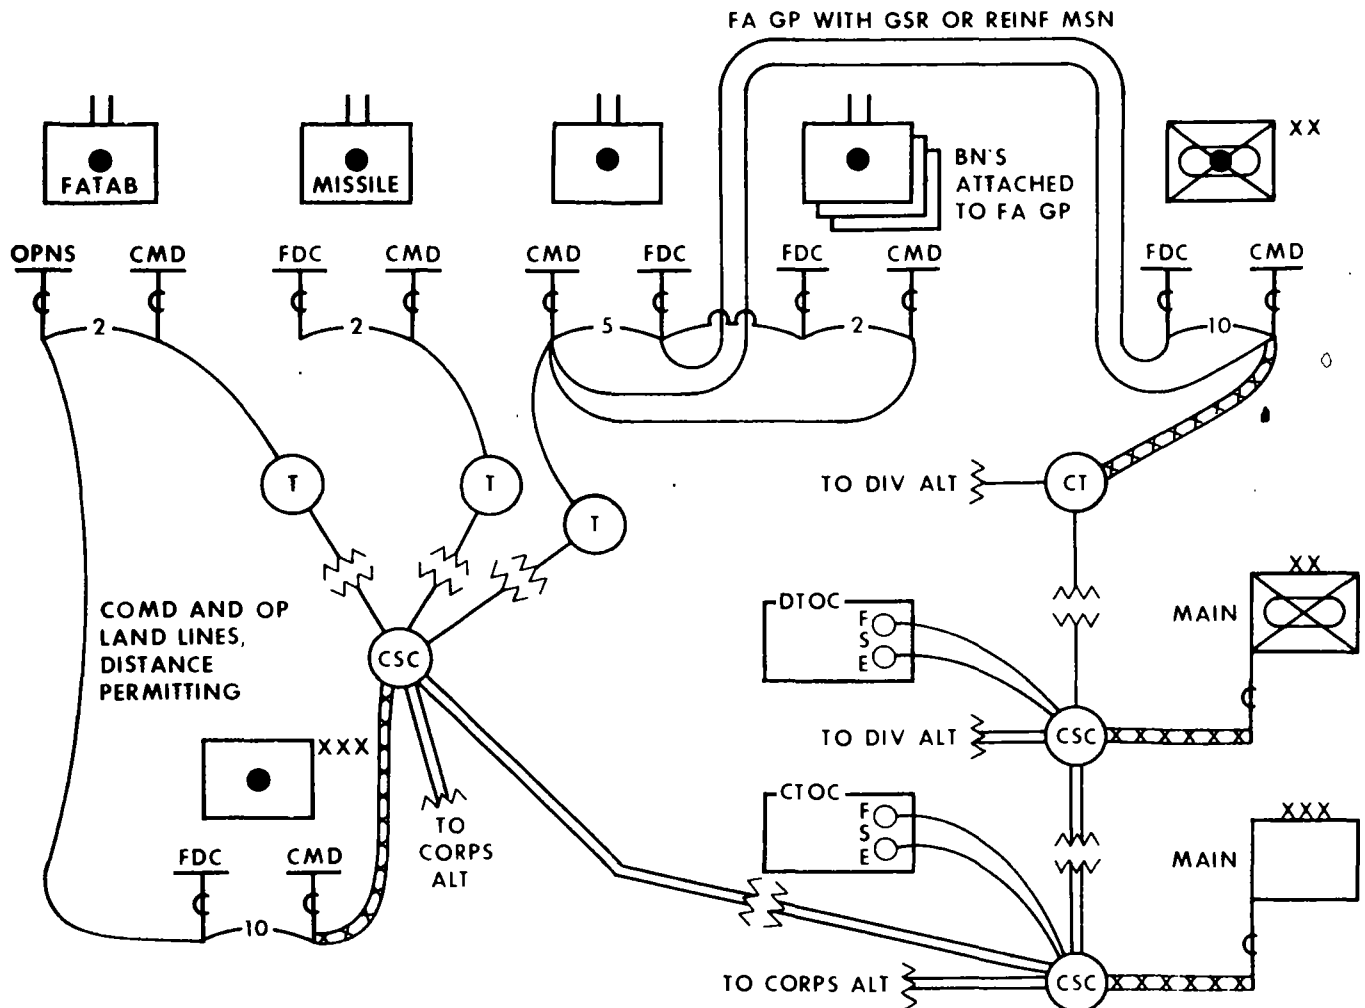 FA GP WITH GSR OR REINF MSN
XX
FATAB
MISSILE
BN'S
ATTACHED
TO FA GP
OPNS
CMD
FDC
CMD
CMD
FDC
FDC
CMD
FDC
CMD
2
2
5
2
10
T
T
T
TO DIV ALT
CT
COMD AND OP
LAND LINES,
DISTANCE
PERMITTING
CSC
DTOC
F
S
E
MAIN
XX
TO DIV ALT
CSC
XXX
TO
CORPS
ALT
CTOC
F
S
E
MAIN
XXX
FDC
CMD
10
TO CORPS ALT
CSC